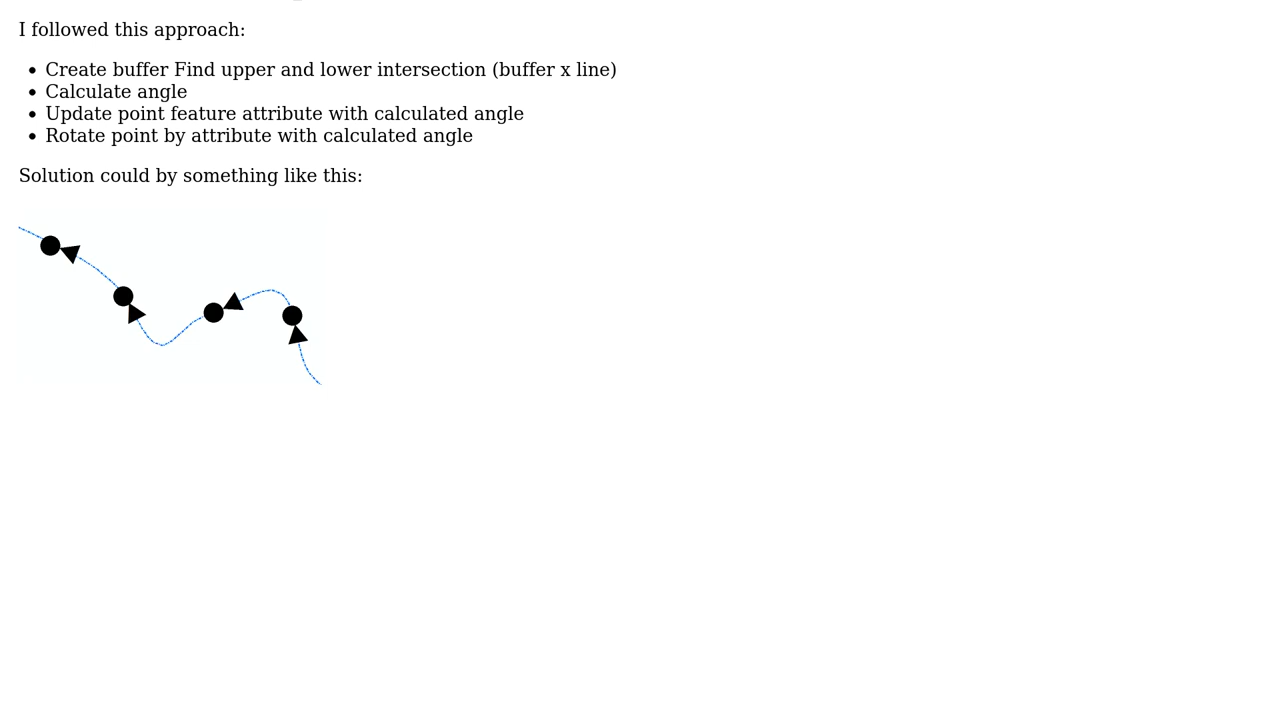 I followed this approach:
Create buffer Find upper and lower intersection (buffer x line)
Calculate angle
Update point feature attribute with calculated angle
Rotate point by attribute with calculated angle
Solution could by something like this: